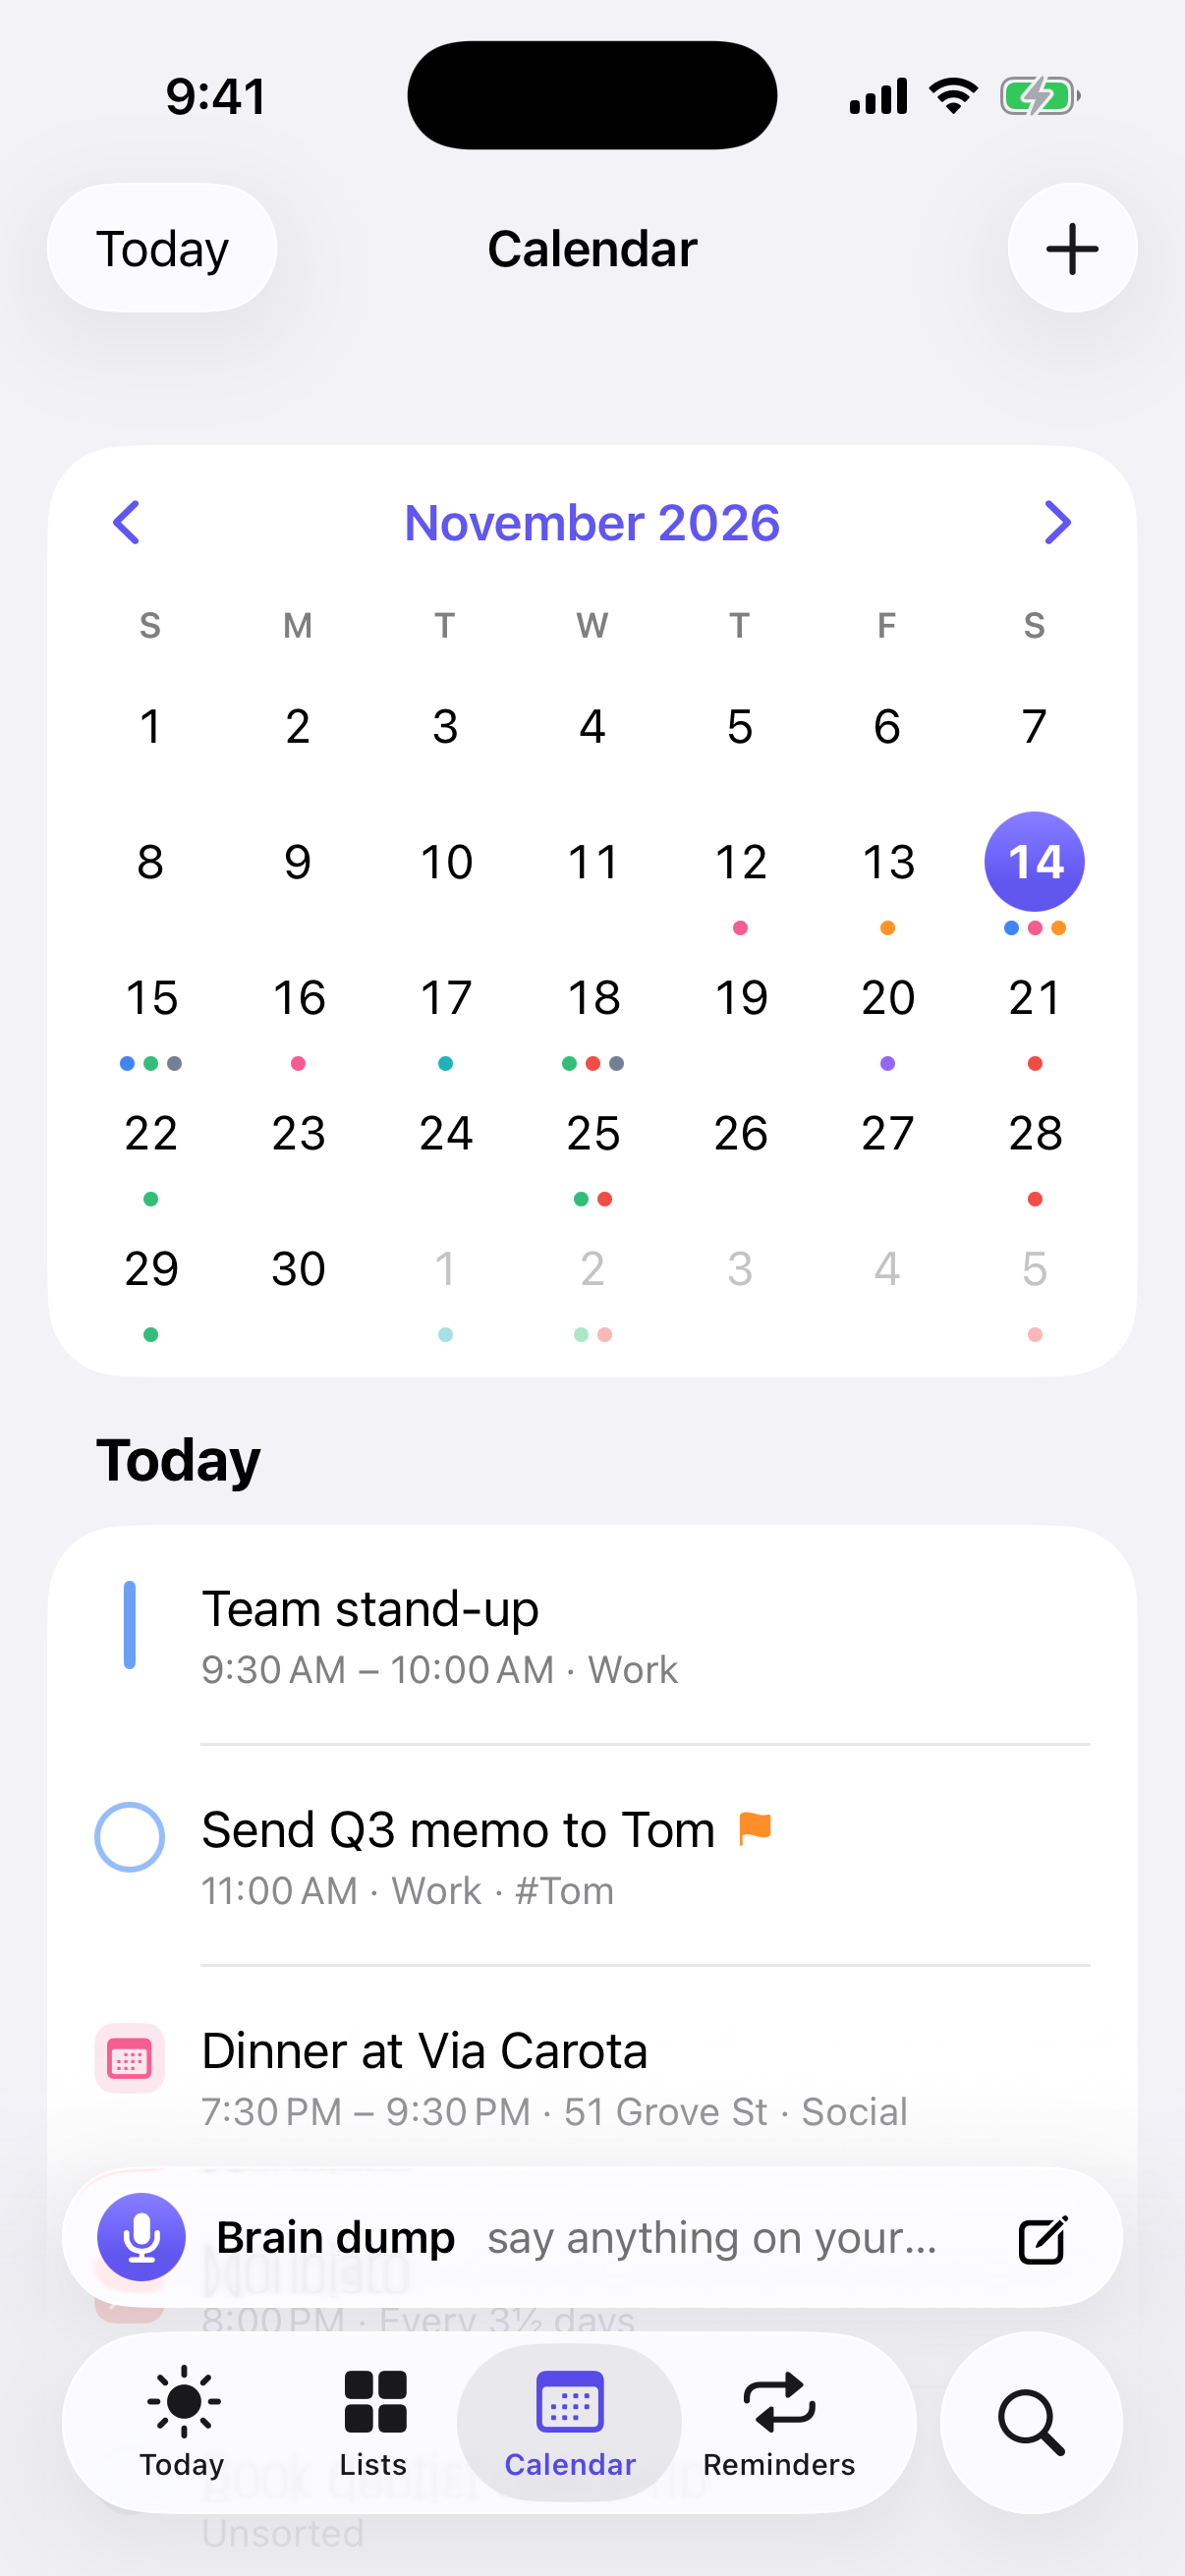 9:41
Today
Calendar
November 2026
S M T W T F S
1 2 3 4 5 6 7
8 9 10 11 12 13 14
15 16 17 18 19 20 21
22 23 24 25 26 27 28
29 30 1 2 3 4 5
Today
Team stand-up
9:30 AM – 10:00 AM · Work
Send Q3 memo to Tom
11:00 AM · Work · #Tom
Dinner at Via Carota
7:30 PM – 9:30 PM · 51 Grove St · Social
Brain dump say anything on your...
8:00 PM · Every 3½ days
Today Lists Calendar Reminders
Unsorted